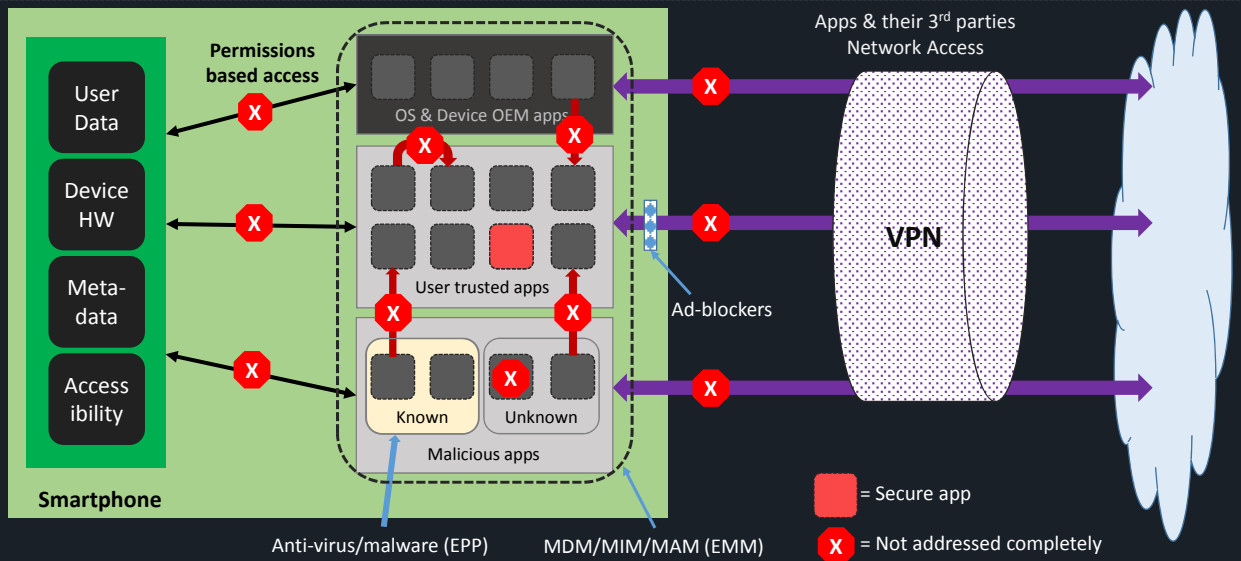 Apps & their 3rd parties
Network Access
Permissions
based access
User
Data
Device
HW
Meta-
data
Access
ibility
Smartphone
X
X
X
OS & Device OEM apps
X
X
User trusted apps
X
X
X
Known
Unknown
Malicious apps
X
X
X
Ad-blockers
VPN
Anti-virus/malware (EPP)
MDM/MIM/MAM (EMM)
= Secure app
X = Not addressed completely